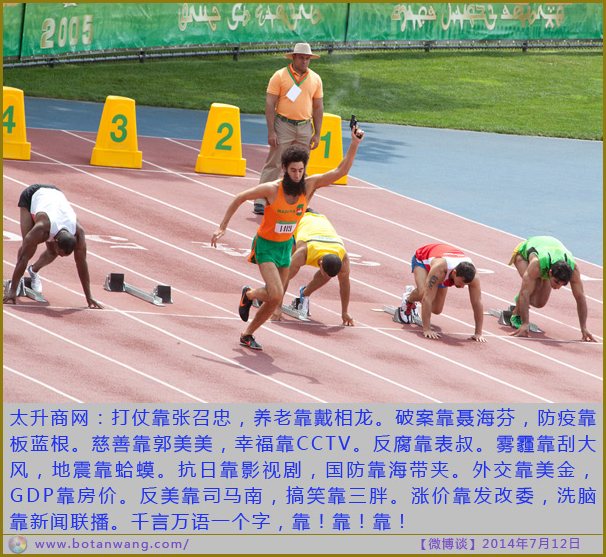 2005
4
3
2
1
1419
太升商网：打仗靠张召忠，养老靠戴相龙。破案靠聂海芬，防疫靠
板蓝根。慈善靠郭美美，幸福靠CCTV。反腐靠表叔。雾霾靠刮大
风，地震靠蛤蟆。抗日靠影视剧，国防靠海带夹。外交靠美金，
GDP靠房价。反美靠司马南，搞笑靠三胖。涨价靠发改委，洗脑
靠新闻联播。千言万语一个字，靠！靠！靠！
www.botanwang.com/ 【微博谈】2014年7月12日